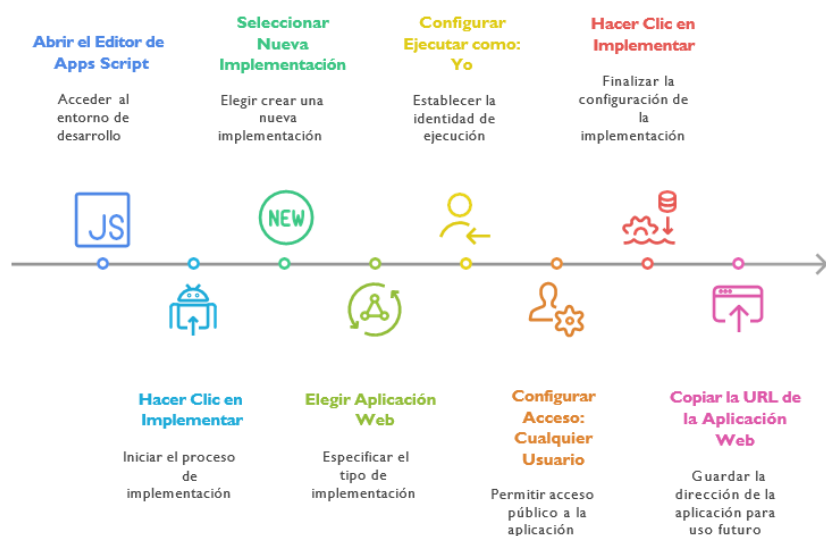 Abrir el Editor de
Apps Script
Acceder al
entorno de
desarrollo
JS
Hacer Clic en
Implementar
Iniciar el proceso
de
implementación
Seleccionar
Nueva
Implementación
Elegir crear una
nueva
implementación
NEW
Elegir Aplicación
Web
Especificar el
tipo de
implementación
Configurar
Ejecutar como:
Yo
Establecer la
identidad de
ejecución
Configurar
Acceso:
Cualquier
Usuario
Permitir acceso
público a la
aplicación
Hacer Clic en
Implementar
Finalizar la
configuración de
la
implementación
Copiar la URL de
la Aplicación
Web
Guardar la
dirección de la
aplicación para
uso futuro